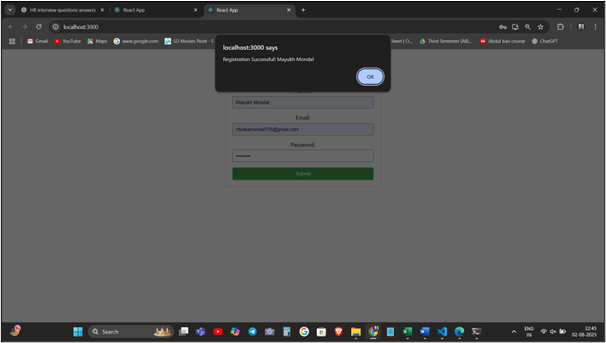 HR interview questions answers
React App
React App
localhost:3000
Gmail
YouTube
Maps
www.google.com
SD Movies Point - F
Sheet | O...
Third Semester (AB)...
Abdul bari course
ChatGPT
localhost:3000 says
Registration Successful! Mayukh Mondal
OK
Mayukh Mondal
Email:
Password:
Submit
Search
ENG
IN
22:45
02-08-2025